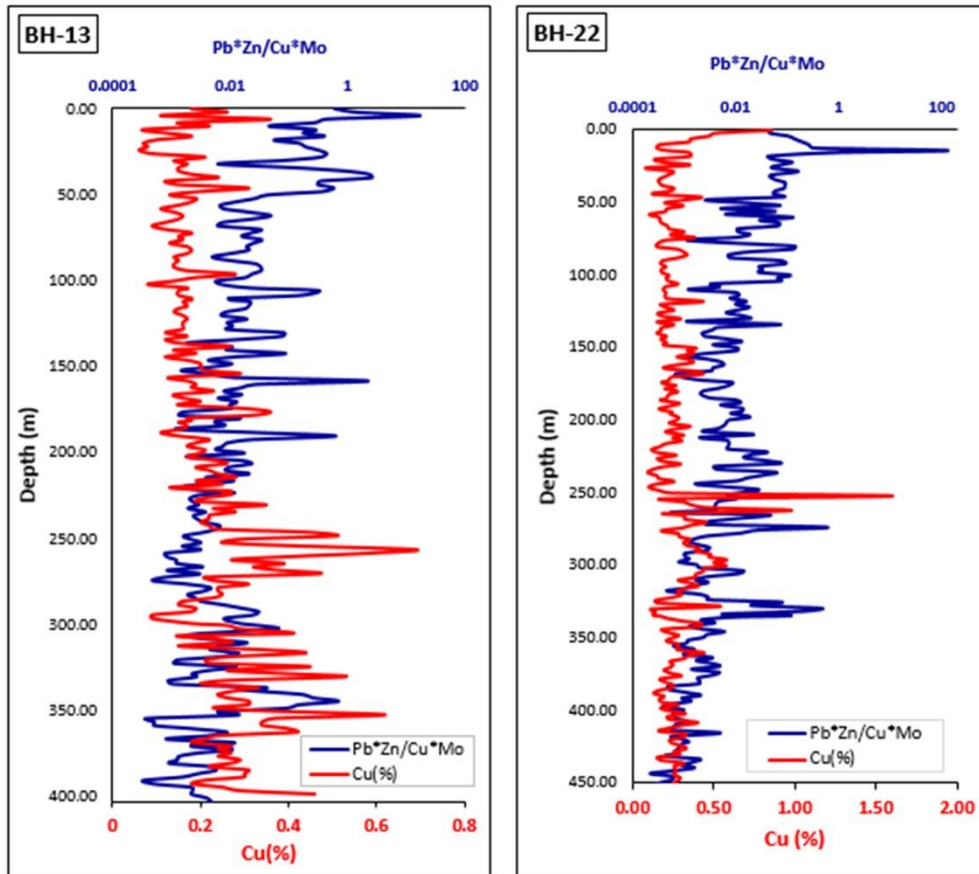 BH-13
Pb*Zn/Cu*Mo
0.0001 0.01 1 100
0.00
50.00
100.00
150.00
200.00
250.00
300.00
350.00
400.00
Depth (m)
Pb*Zn/Cu*Mo
Cu(%)
0 0.2 0.4 0.6 0.8
Cu(%)
BH-22
Pb*Zn/Cu*Mo
0.0001 0.01 1 100
0.00
50.00
100.00
150.00
200.00
250.00
300.00
350.00
400.00
450.00
Depth (m)
Pb*Zn/Cu*Mo
Cu(%)
0.00 0.50 1.00 1.50 2.00
Cu (%)